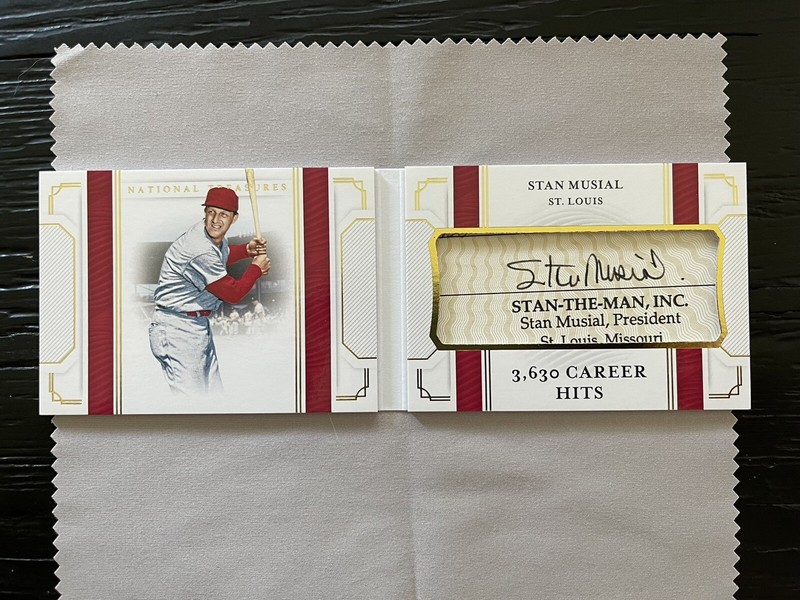 NATIONAL TREASURES
STAN MUSIAL
ST. LOUIS
Stan Musial.
STAN-THE-MAN, INC.
Stan Musial, President
St. Louis, Missouri
3,630 CAREER
HITS